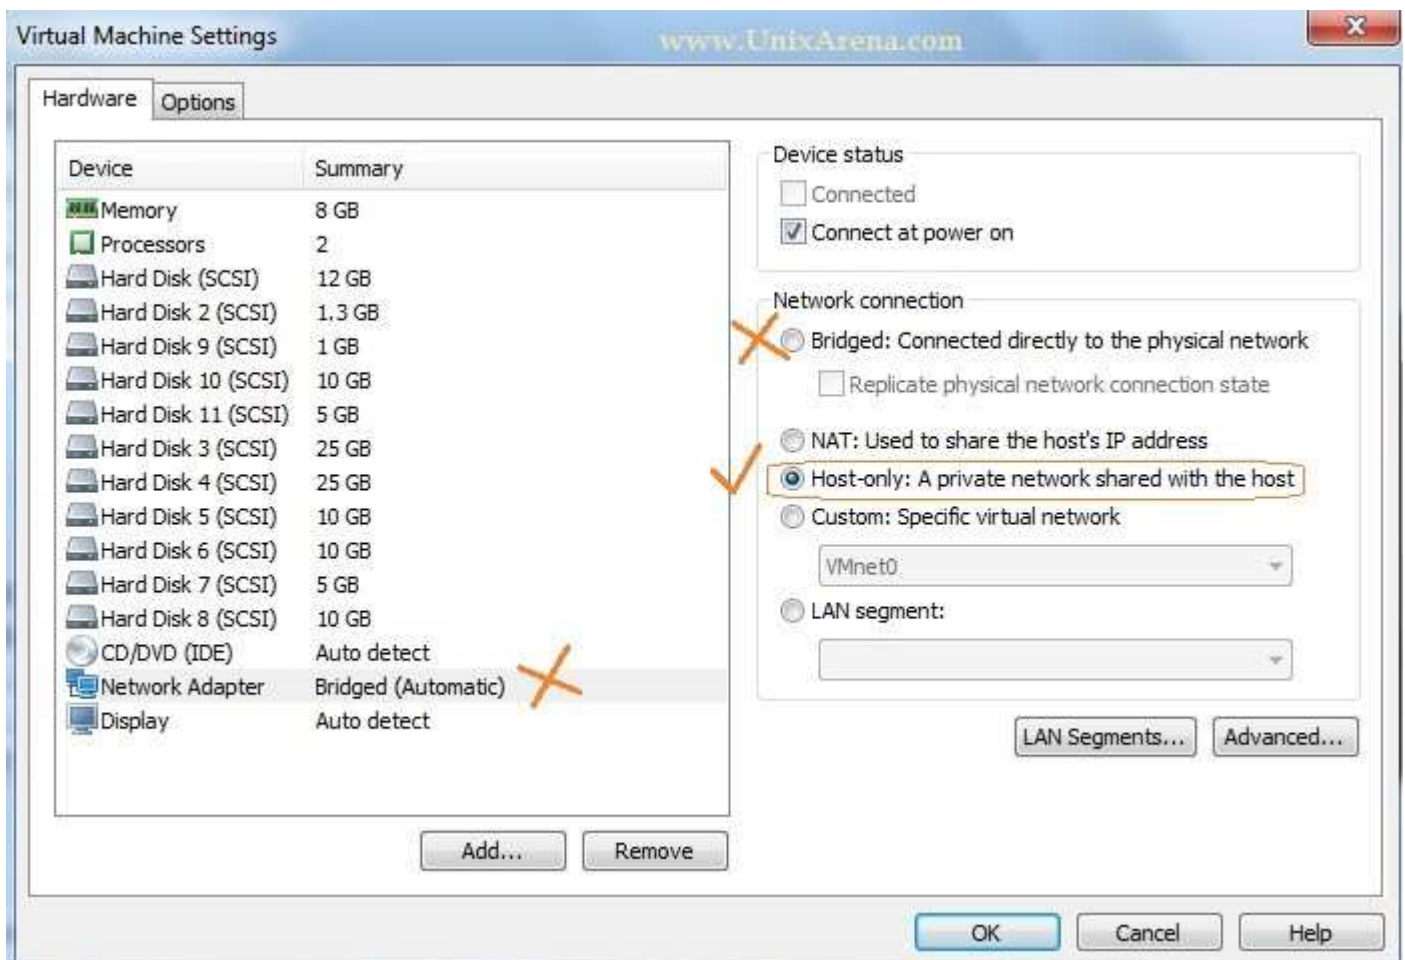 Virtual Machine Settings
www.UnixArena.com
Hardware
Options
Device Summary
Memory 8 GB
Processors 2
Hard Disk (SCSI) 12 GB
Hard Disk 2 (SCSI) 1.3 GB
Hard Disk 9 (SCSI) 1 GB
Hard Disk 10 (SCSI) 10 GB
Hard Disk 11 (SCSI) 5 GB
Hard Disk 3 (SCSI) 25 GB
Hard Disk 4 (SCSI) 25 GB
Hard Disk 5 (SCSI) 10 GB
Hard Disk 6 (SCSI) 10 GB
Hard Disk 7 (SCSI) 5 GB
Hard Disk 8 (SCSI) 10 GB
CD/DVD (IDE) Auto detect
Network Adapter Bridged (Automatic)
Display Auto detect
Add...
Remove
Device status
Connected
Connect at power on
Network connection
Bridged: Connected directly to the physical network
Replicate physical network connection state
NAT: Used to share the host's IP address
Host-only: A private network shared with the host
Custom: Specific virtual network
VMnet0
LAN segment:
LAN Segments...
Advanced...
OK
Cancel
Help